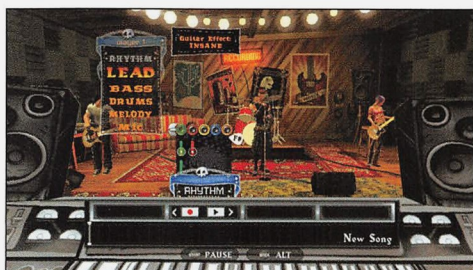 Guitar Effect:
INSANE
RECORDING
RHYTHM
LEAD
BASS
DRUMS
MELODY
MIC
RHYTHM
New Song
PAUSE
ALT